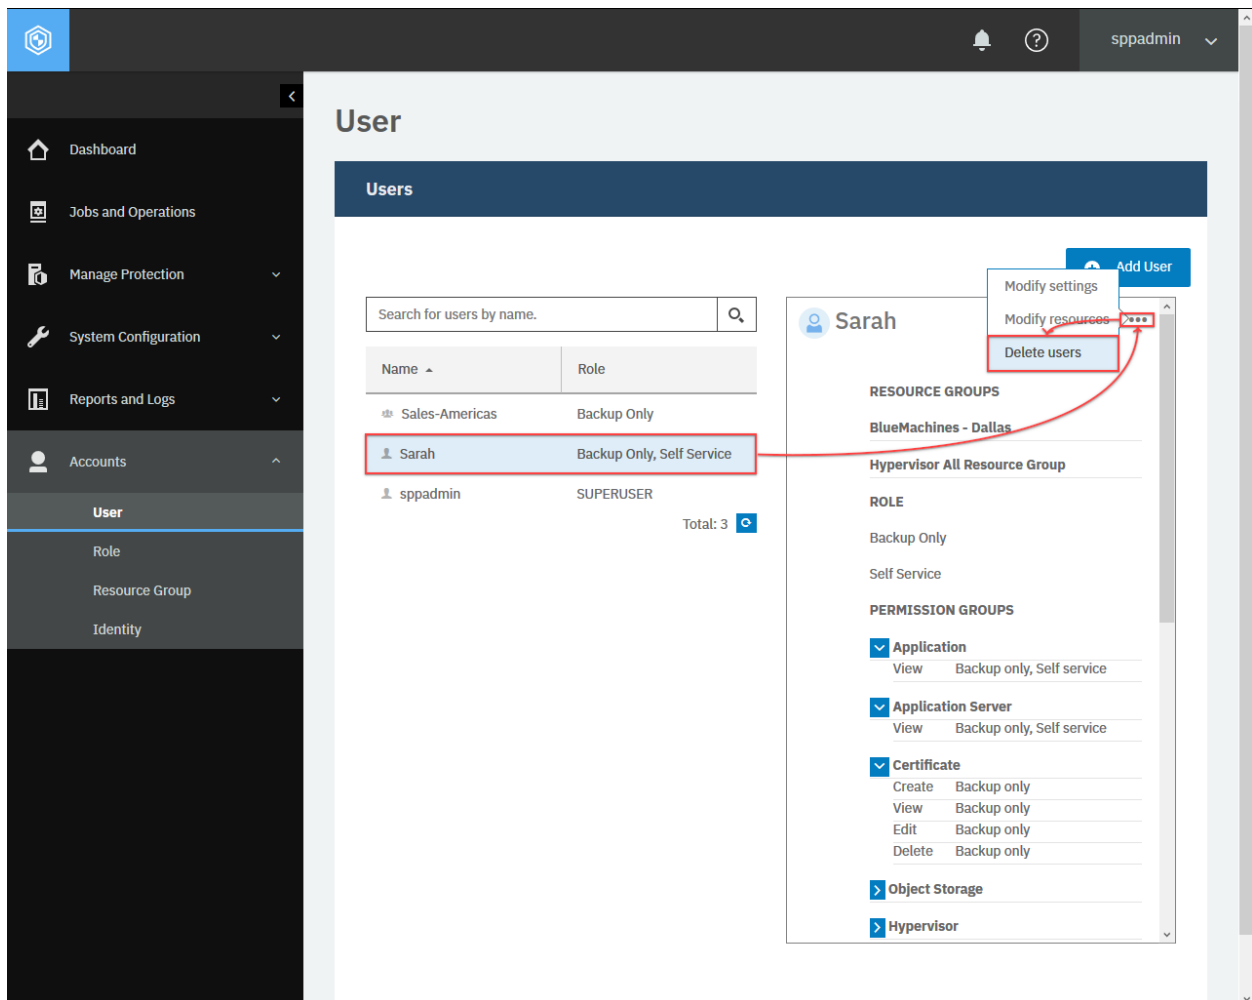 sppadmin
Dashboard
Jobs and Operations
Manage Protection
System Configuration
Reports and Logs
Accounts
User
Role
Resource Group
Identity
User
Users
Add User
Modify settings
Modify resources
Delete users
Search for users by name.
Name Role
Sales-Americas Backup Only
Sarah Backup Only, Self Service
sppadmin SUPERUSER
Total: 3
Sarah
RESOURCE GROUPS
BlueMachines - Dallas
Hypervisor All Resource Group
ROLE
Backup Only
Self Service
PERMISSION GROUPS
Application
View Backup only, Self service
Application Server
View Backup only, Self service
Certificate
Create Backup only
View Backup only
Edit Backup only
Delete Backup only
Object Storage
Hypervisor